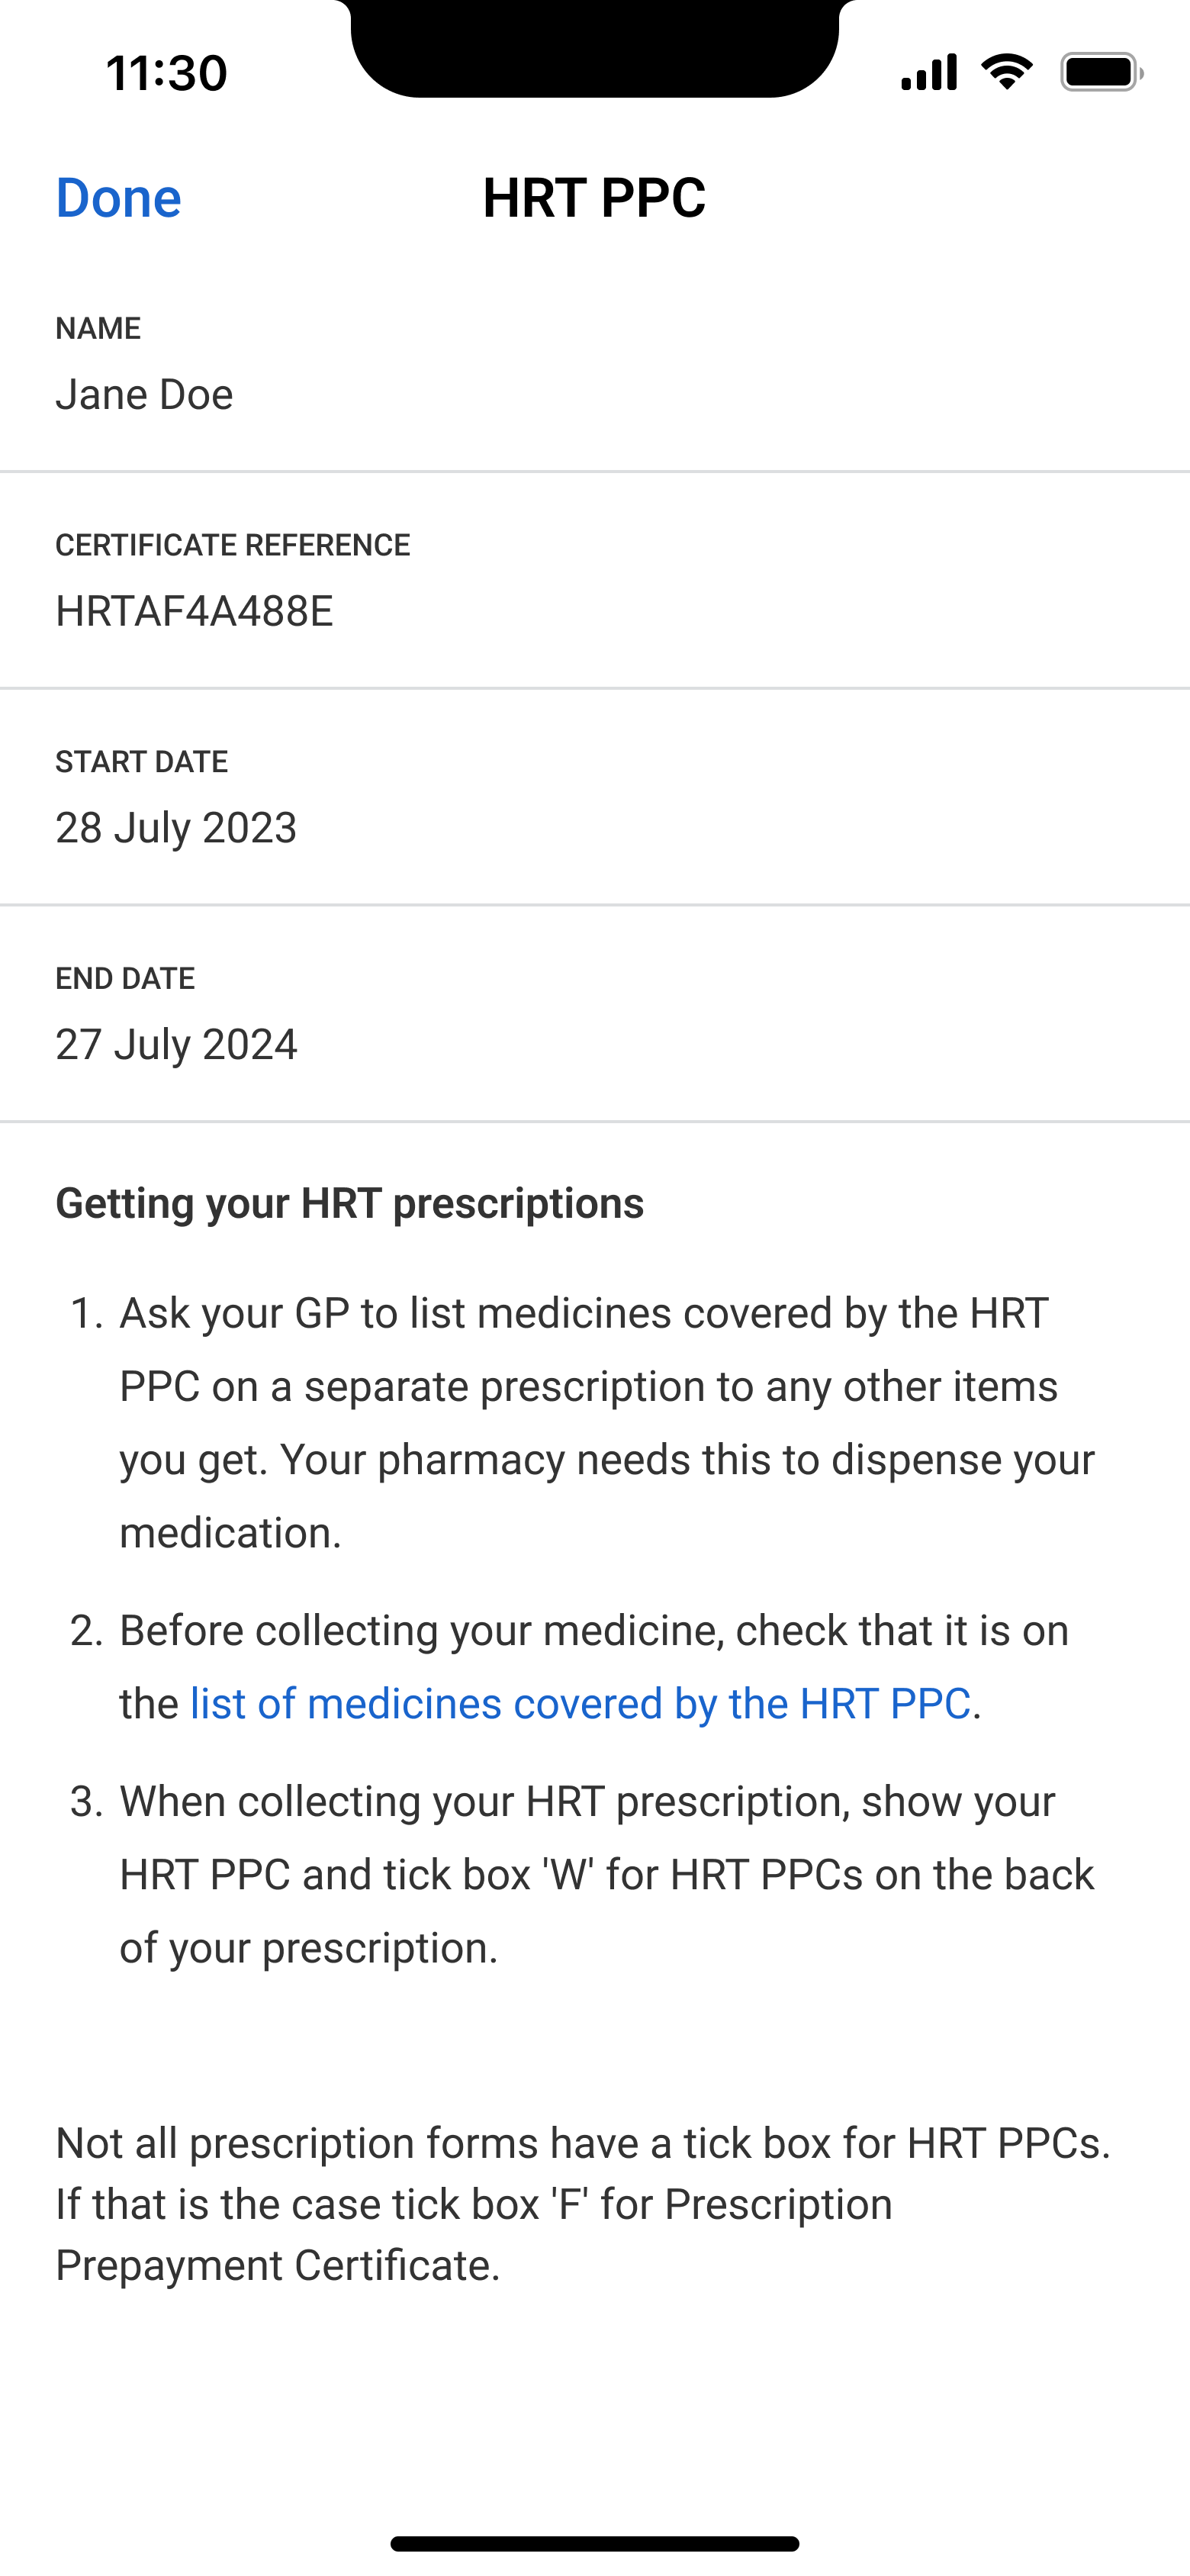 11:30
Done
HRT PPC
NAME
Jane Doe
CERTIFICATE REFERENCE
HRTAF4A488E
START DATE
28 July 2023
END DATE
27 July 2024
Getting your HRT prescriptions
1. Ask your GP to list medicines covered by the HRT
PPC on a separate prescription to any other items
you get. Your pharmacy needs this to dispense your
medication.
2. Before collecting your medicine, check that it is on
the list of medicines covered by the HRT PPC.
3. When collecting your HRT prescription, show your
HRT PPC and tick box 'W' for HRT PPCs on the back
of your prescription.
Not all prescription forms have a tick box for HRT PPCs.
If that is the case tick box 'F' for Prescription
Prepayment Certificate.